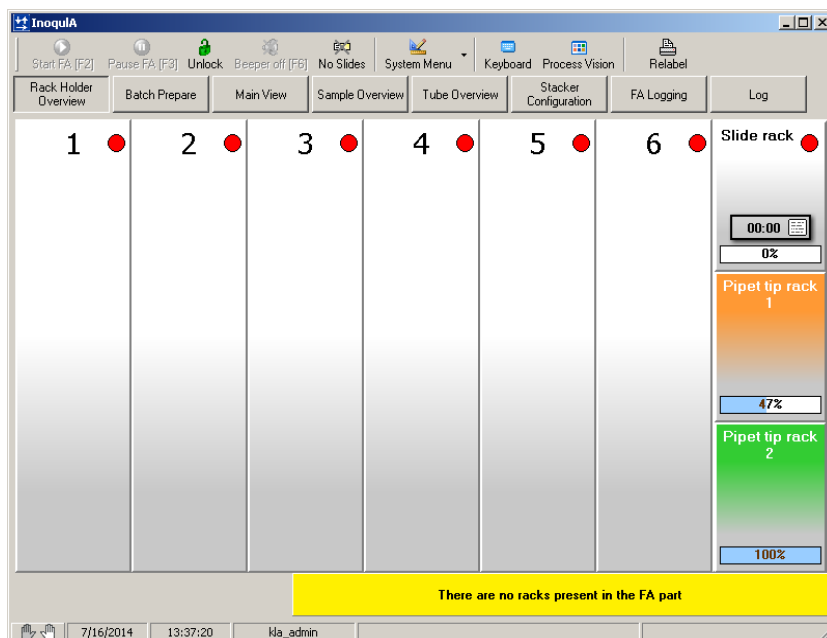 InoqulA
Start FA [F2] Pause FA [F3] Unlock Beeper off [F6] No Slides System Menu Keyboard Process Vision Relabel
Rack Holder Overview Batch Prepare Main View Sample Overview Tube Overview Stacker Configuration FA Logging Log
1 2 3 4 5 6 Slide rack
00:00
0%
Pipet tip rack
1
47%
Pipet tip rack
2
100%
There are no racks present in the FA part
7/16/2014 13:37:20 kla_admin